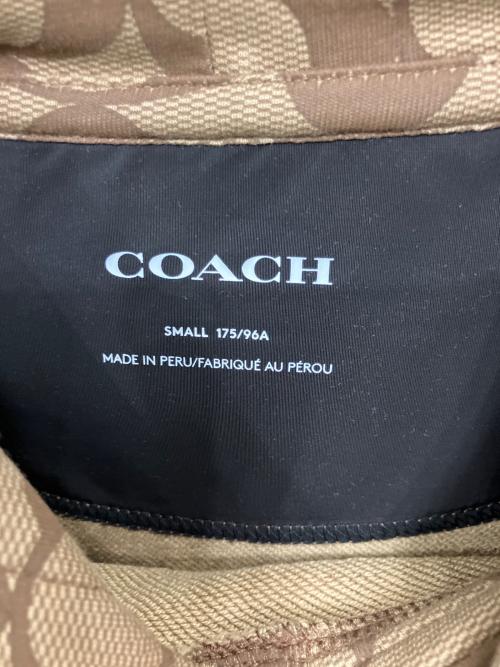 COACH
SMALL 175/96A
MADE IN PERU/FABRIQUÉ AU PÉROU